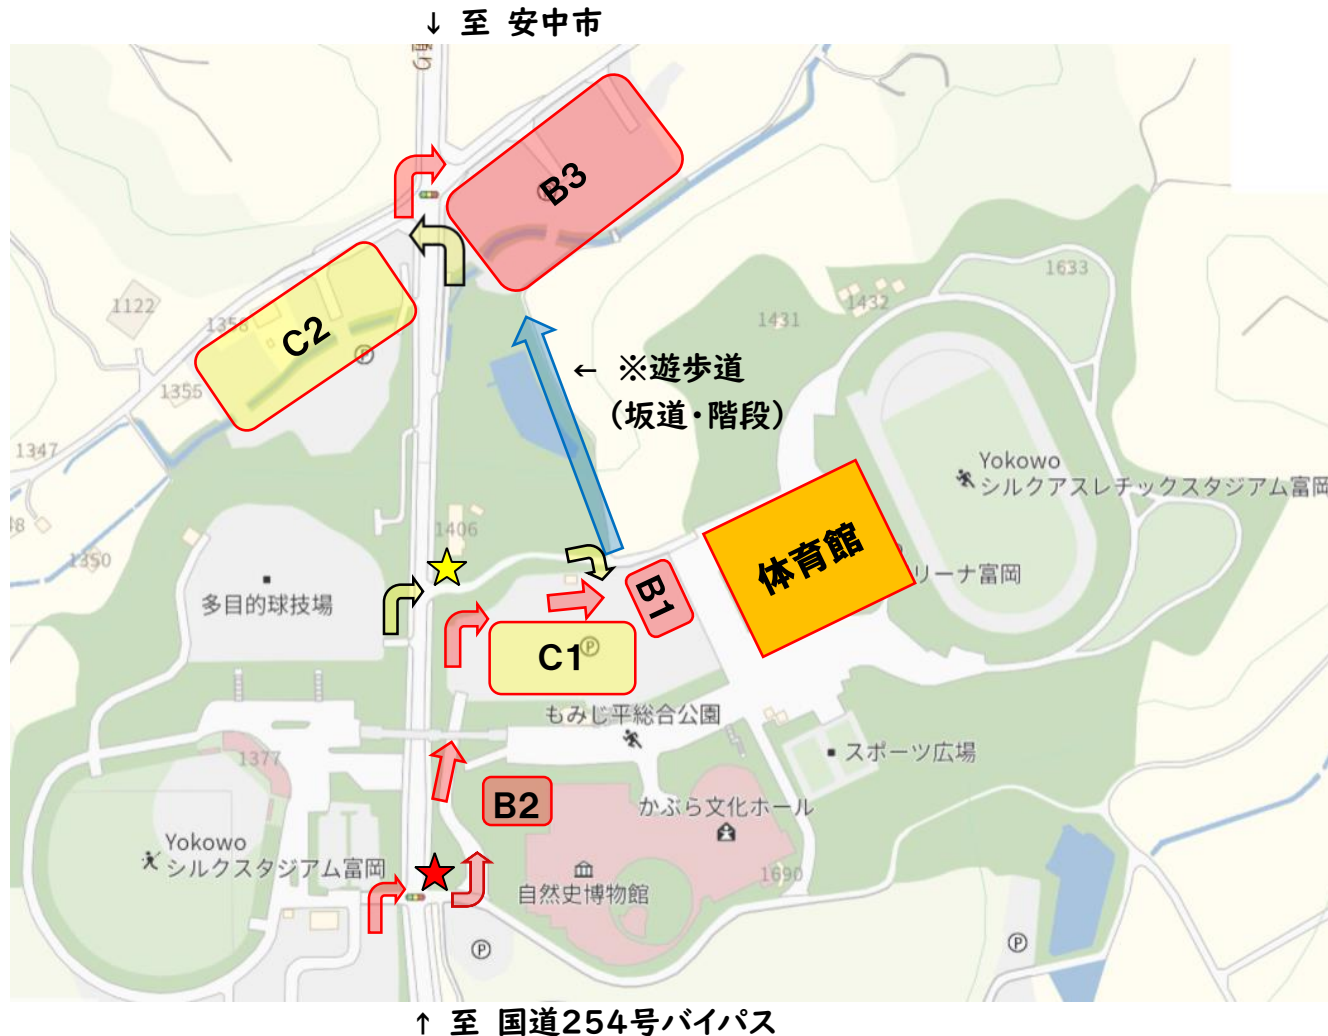 ↓ 至 安中市
通り
B3
1633
1122
1432
1358
1431
C2
← ※遊歩道
(坂道・階段)
1355
1347
Yokowo
シルクアスレチックスタジアム富岡
1406
体育館
1350
リーナ富岡
多目的球技場
B1
C1
もみじ平総合公園
1377
スポーツ広場
B2
かぶら文化ホール
Yokowo
シルクスタジアム富岡
1690
自然史博物館
P
P
↑ 至 国道254号バイパス